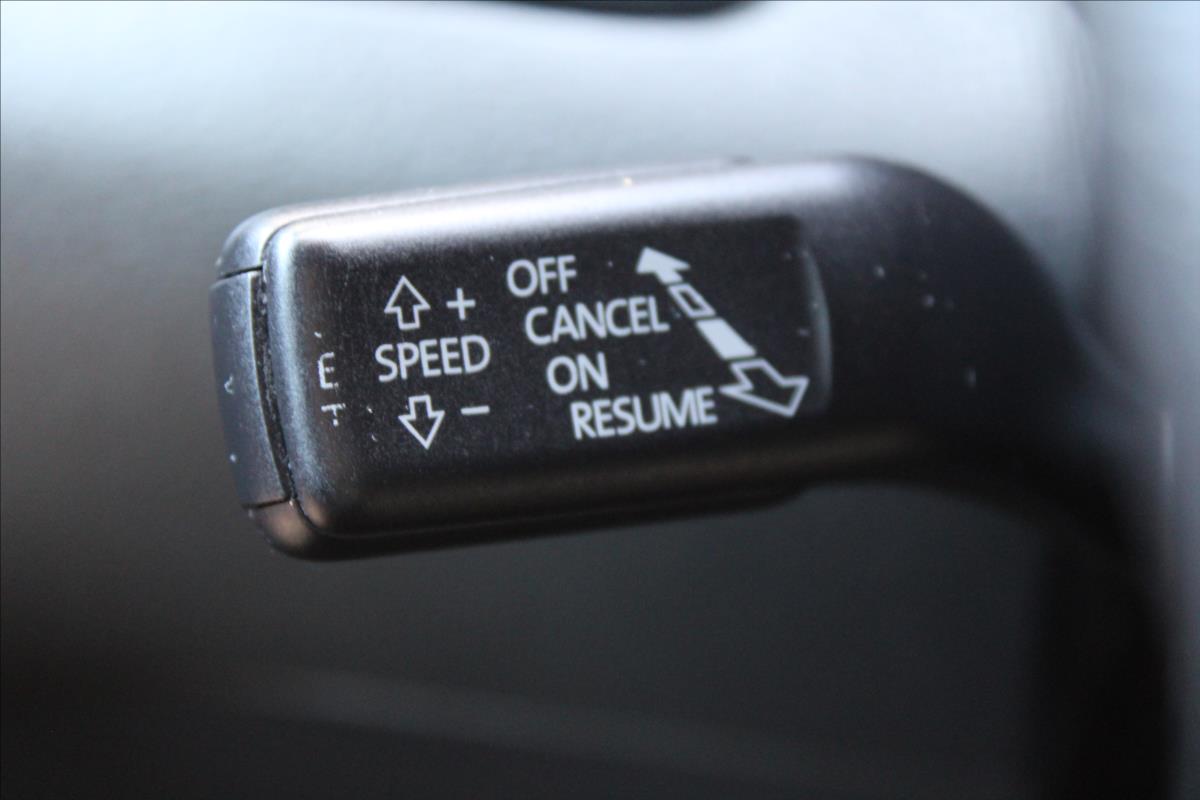 +
SPEED
−
OFF
CANCEL
ON
RESUME